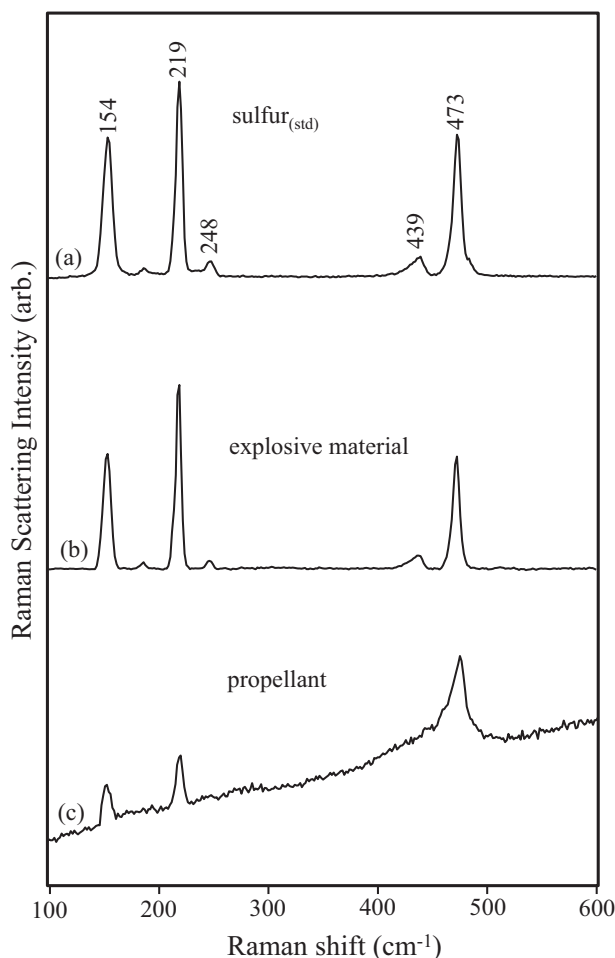 154
219
248
439
473
sulfur(std)
(a)
explosive material
(b)
propellant
(c)
100
200
300
400
500
600
Raman shift (cm-1)
Raman Scattering Intensity (arb.)